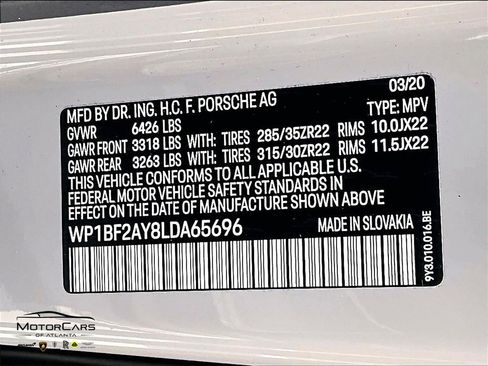 03/20
MFD BY DR. ING. H.C. F. PORSCHE AG
GVWR 6426 LBS TYPE: MPV
GAWR FRONT 3318 LBS WITH: TIRES 285/35ZR22 RIMS 10.0JX22
GAWR REAR 3263 LBS WITH: TIRES 315/30ZR22 RIMS 11.5JX22
THIS VEHICLE CONFORMS TO ALL APPLICABLE U.S.
FEDERAL MOTOR VEHICLE SAFETY STANDARDS IN
EFFECT ON THE DATE OF MANUFACTURE SHOWN ABOVE
WP1BF2AY8LDA65696 MADE IN SLOVAKIA
9Y3.010.016.BE
MOTORCARS
OF ATLANTA